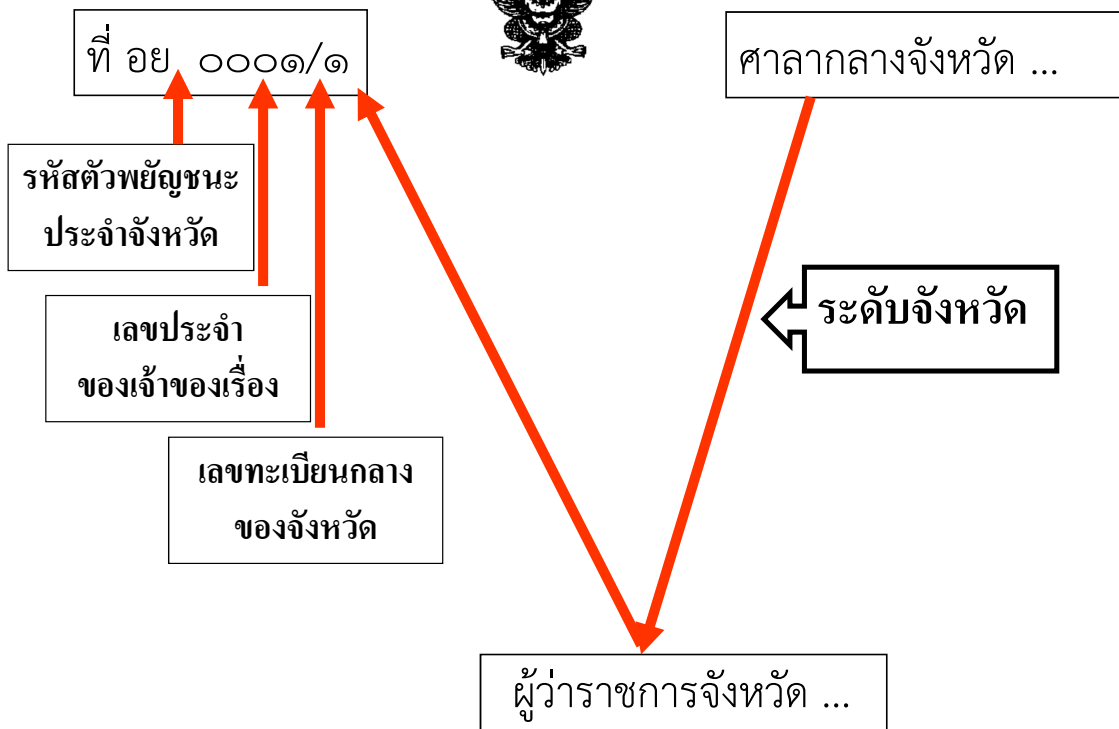 ที่ อย ๐๐๐๑/๑
ศาลากลางจังหวัด ...
รหัสตัวพยัญชนะ
ประจำจังหวัด
เลขประจำ
ของเจ้าของเรื่อง
เลขทะเบียนกลาง
ของจังหวัด
ระดับจังหวัด
ผู้ว่าราชการจังหวัด ...